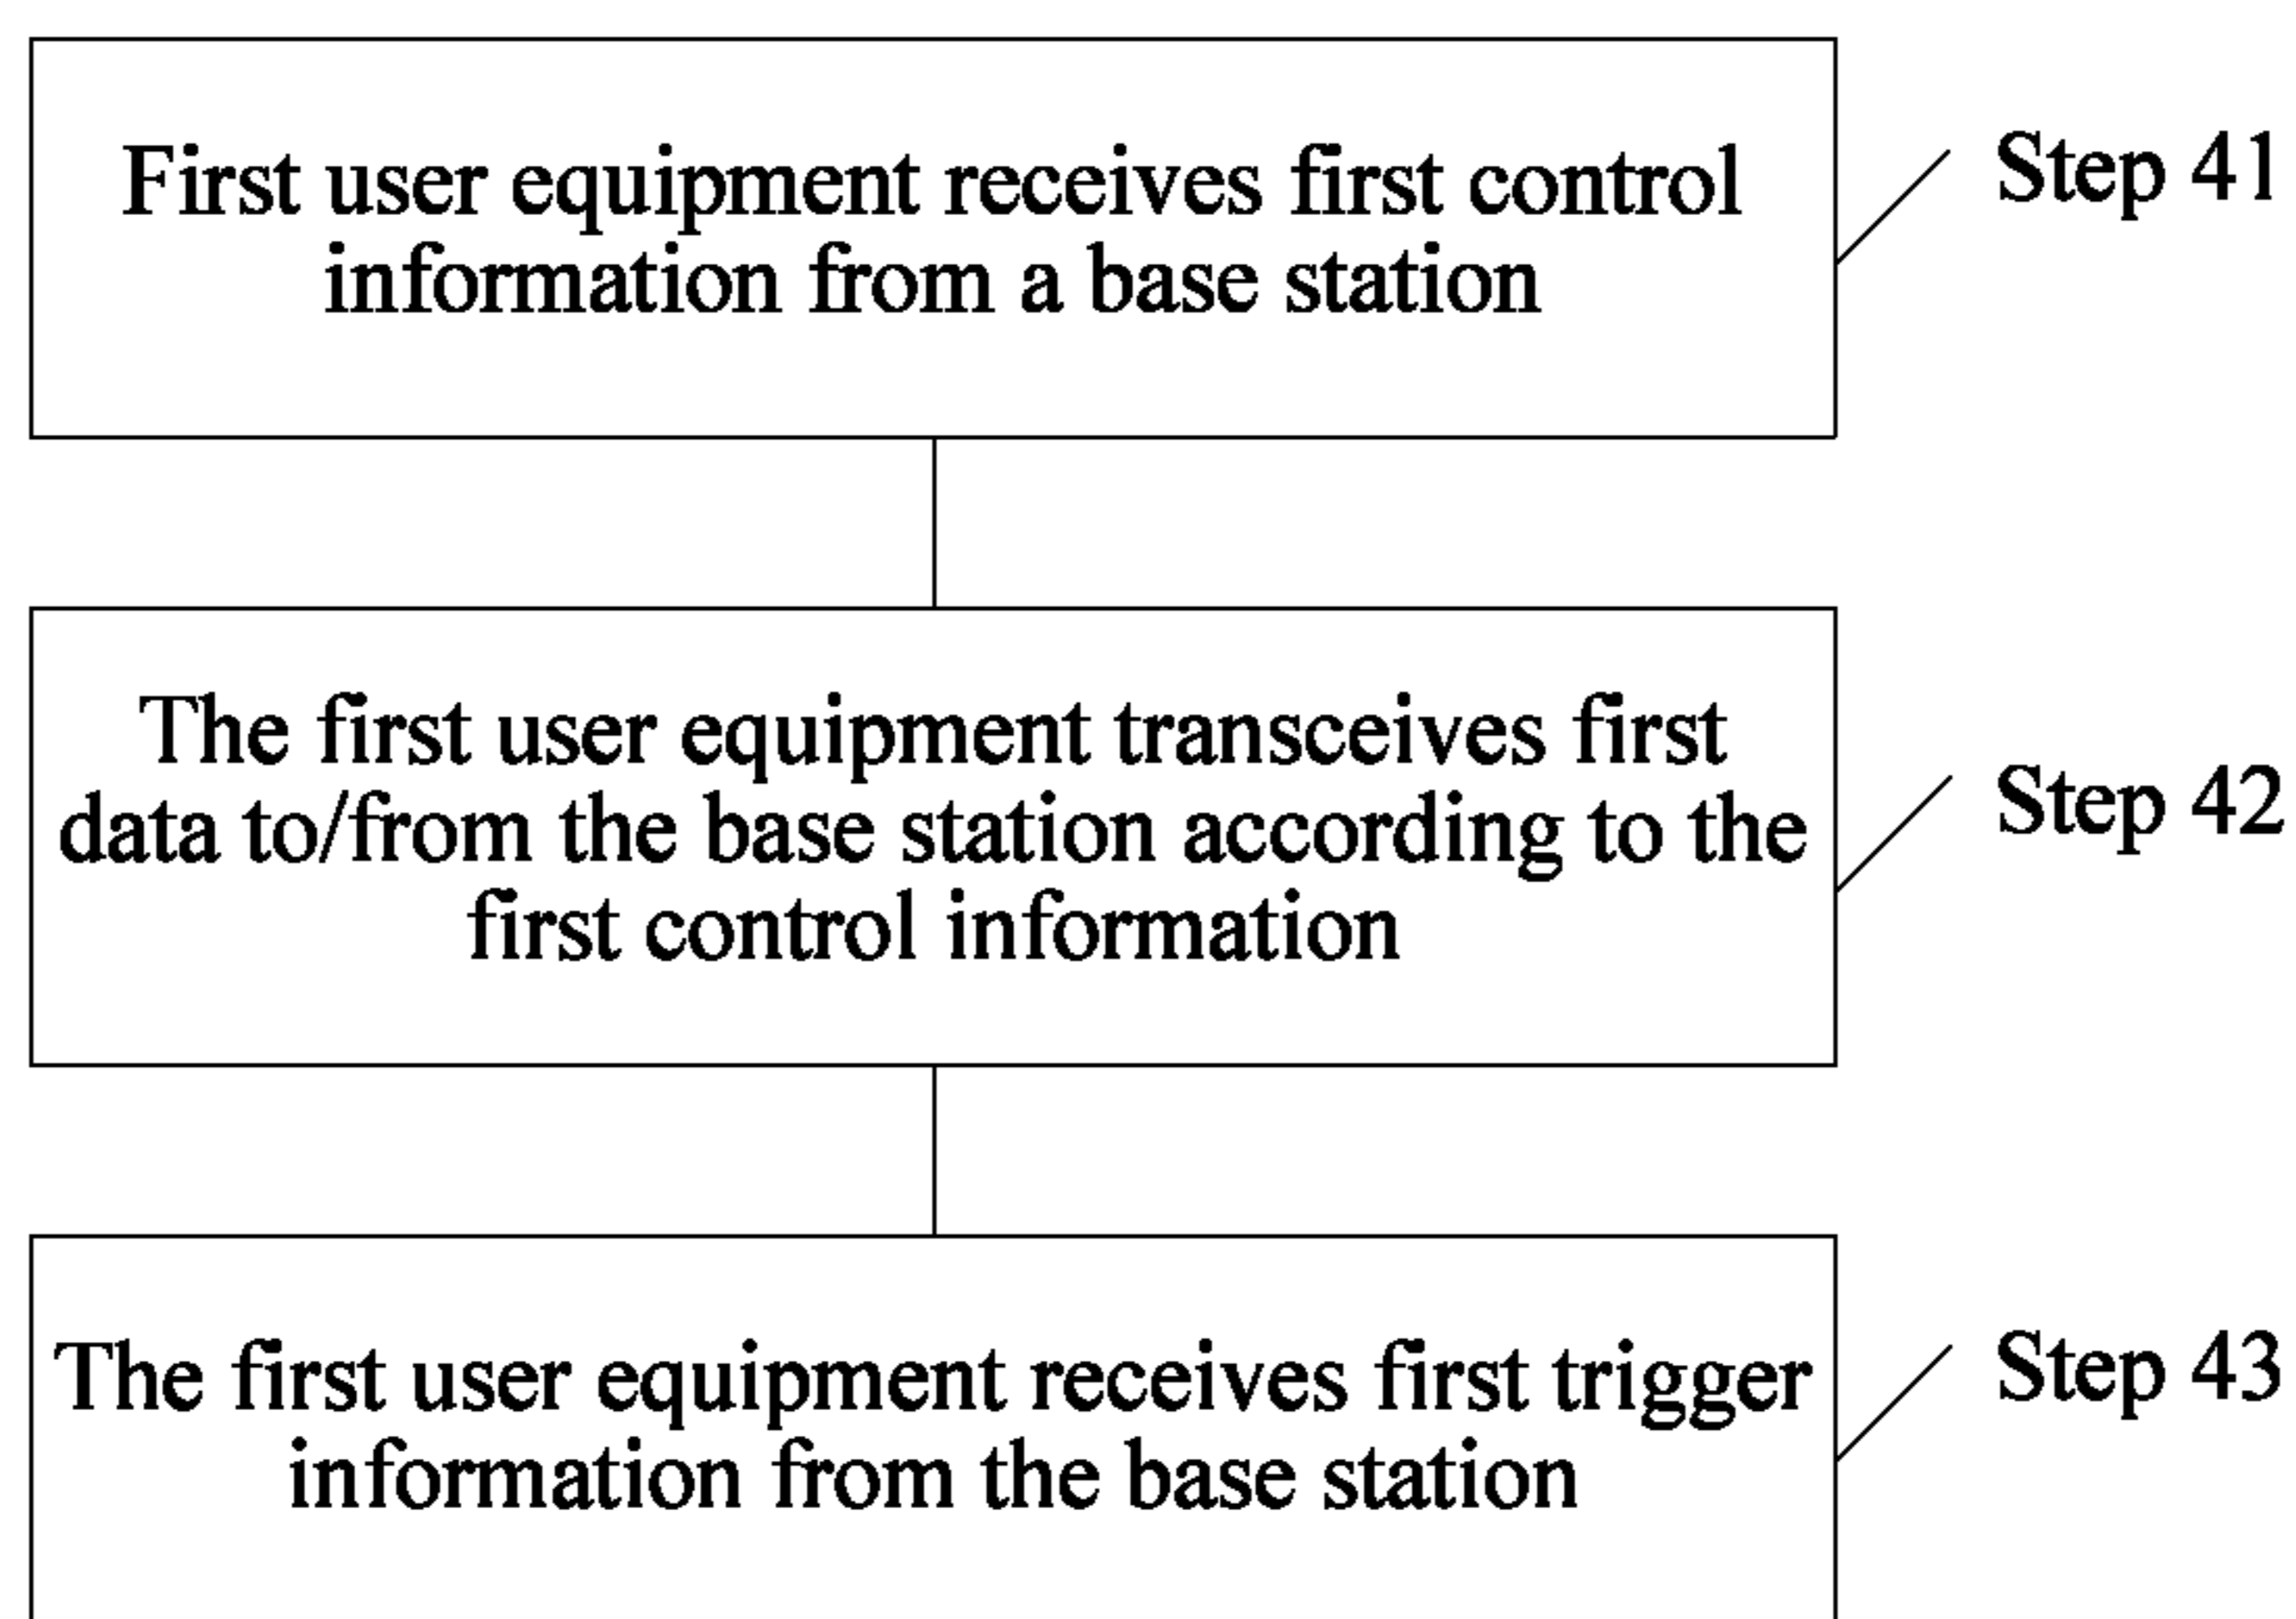 First user equipment receives first control
information from a base station
Step 41
The first user equipment transceives first
data to/from the base station according to the
first control information
Step 42
The first user equipment receives first trigger
information from the base station
Step 43